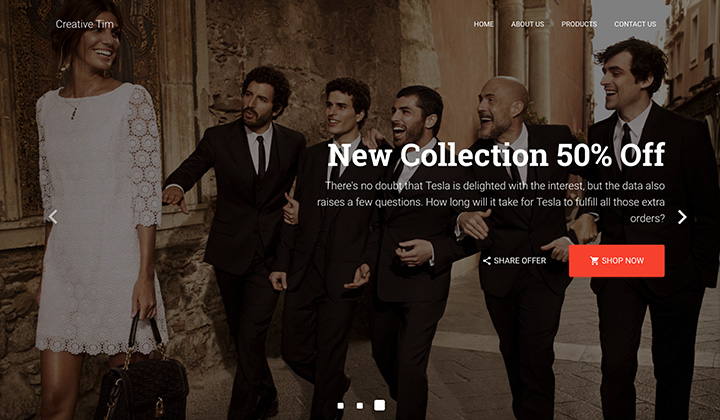 Creative Tim
HOME ABOUT US PRODUCTS CONTACT US
New Collection 50% Off
There's no doubt that Tesla is delighted with the interest, but the data also
raises a few questions. How long will it take for Tesla to fulfill all those extra
orders?
SHARE OFFER
SHOP NOW